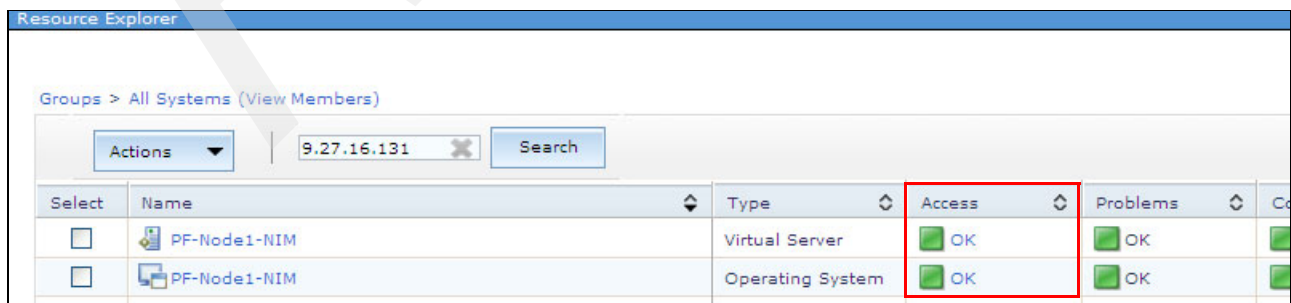 Resource Explorer
Groups > All Systems (View Members)
Actions 9.27.16.131 Search
Select Name Type Access Problems Co
PF-Node1-NIM Virtual Server OK OK
PF-Node1-NIM Operating System OK OK